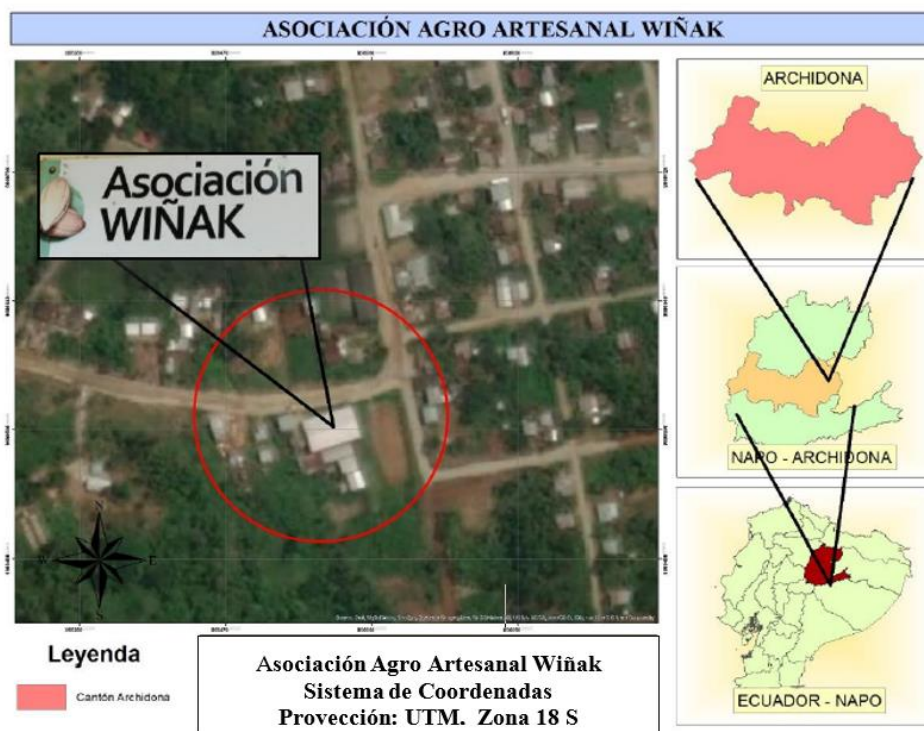 ASOCIACIÓN AGRO ARTESANAL WIÑAK
Asociación
WIÑAK
N
E
S
ARCHIDONA
NAPO - ARCHIDONA
ECUADOR - NAPO
Leyenda
Cantón Archidona
Asociación Agro Artesanal Wiñak
Sistema de Coordenadas
Provección: UTM. Zona 18 S